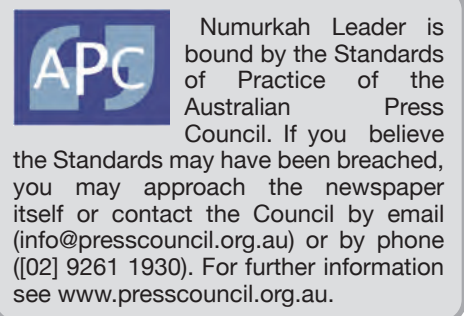 APC
Numurkah Leader is
bound by the Standards
of Practice of the
Australian Press
Council. If you believe
the Standards may have been breached,
you may approach the newspaper
itself or contact the Council by email
(info@presscouncil.org.au) or by phone
([02] 9261 1930). For further information
see www.presscouncil.org.au.